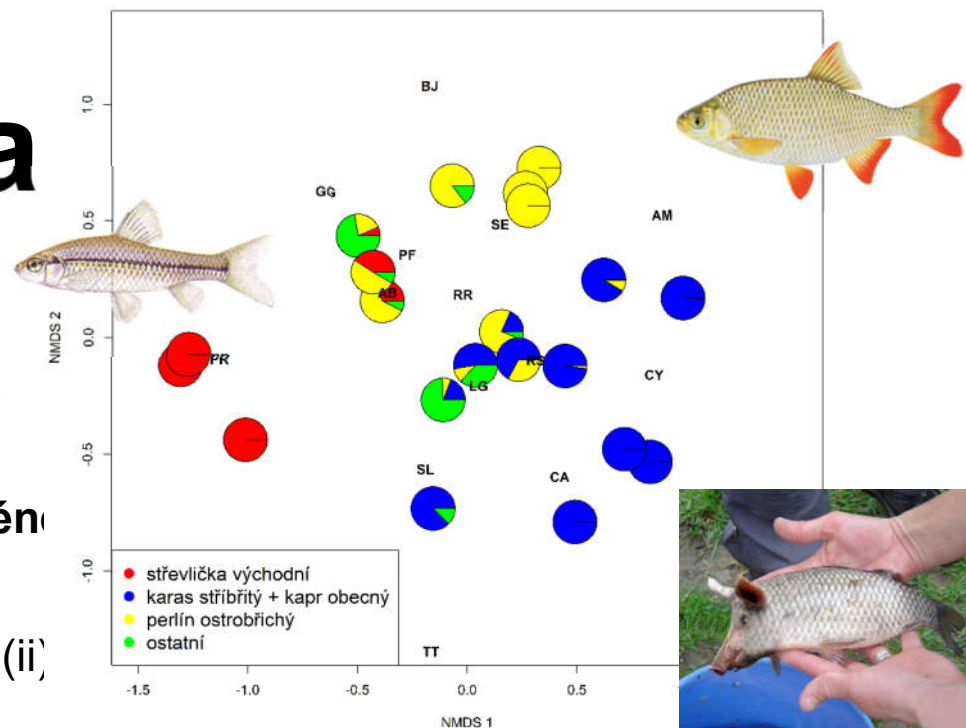 a
én
(ii)
BJ
GG
AM
SE
PF
AB
RR
PR
RS
CY
LG
SL
CA
TT
střevlička východní
karas stříbřitý + kapr obecný
perlín ostrobřichý
ostatní
NMDS 2
1.0
0.5
0.0
-0.5
-1.0
-1.5
-1.0
-0.5
0.0
0.5
NMDS 1